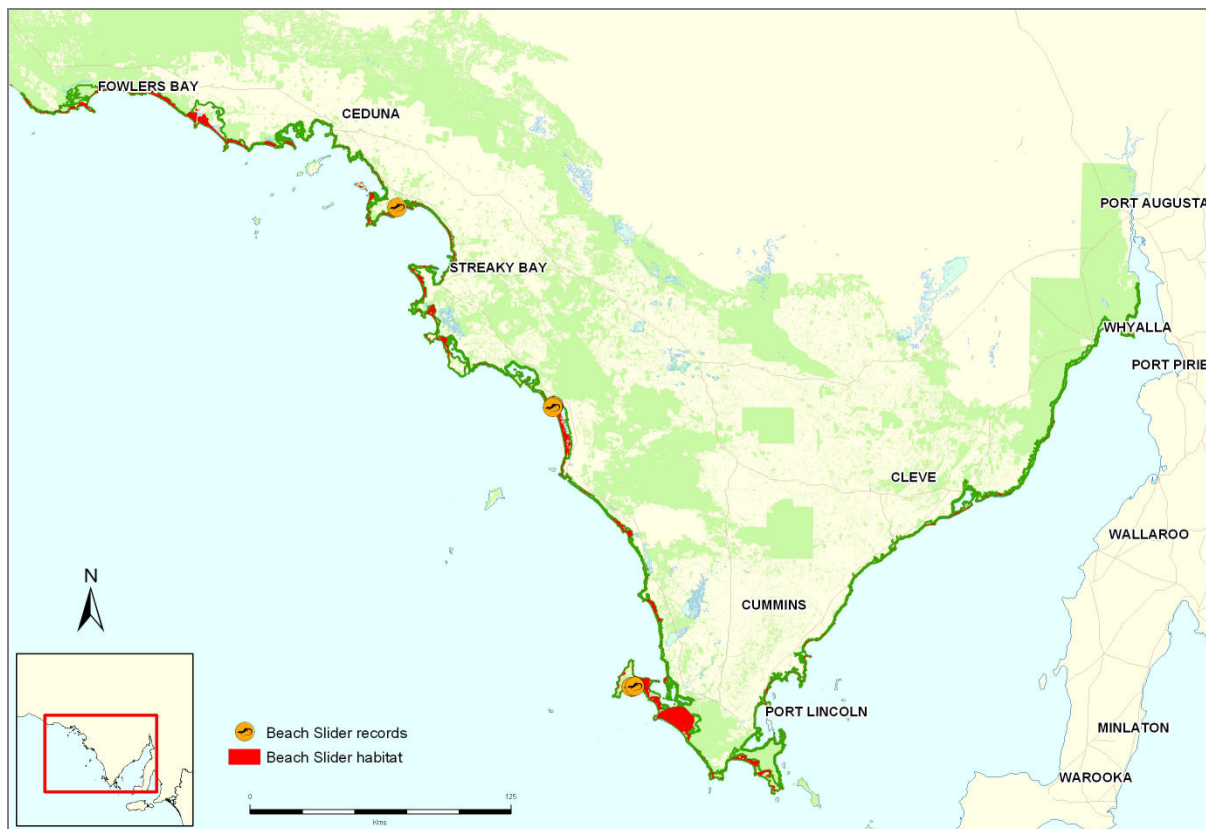 FOWLERS BAY
CEDUNA
PORT AUGUSTA
STREAKY BAY
WHYALLA
PORT PIRIE
CLEVE
WALLAROO
N
CUMMINS
PORT LINCOLN
Beach Slider records
MINLATON
Beach Slider habitat
WAROOKA
0 125
Kms